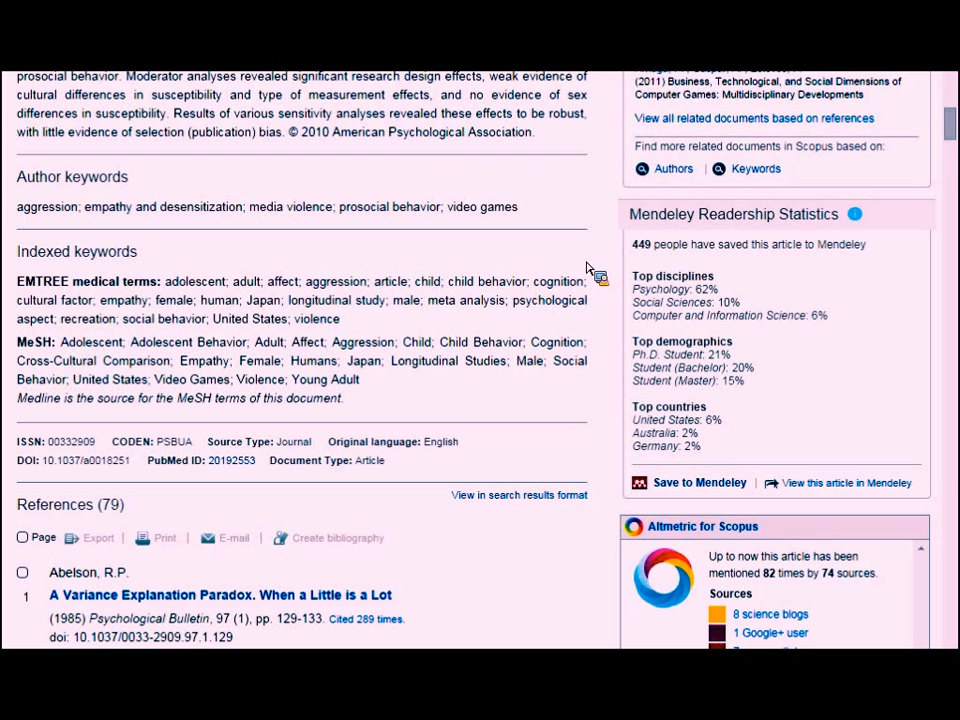 prosocial behavior. Moderator analyses revealed significant research design effects, weak evidence of
cultural differences in susceptibility and type of measurement effects, and no evidence of sex
differences in susceptibility. Results of various sensitivity analyses revealed these effects to be robust,
with little evidence of selection (publication) bias. © 2010 American Psychological Association.
Author keywords
aggression; empathy and desensitization; media violence; prosocial behavior; video games
Indexed keywords
EMTREE medical terms: adolescent; adult; affect; aggression; article; child; child behavior; cognition;
cultural factor; empathy; female; human; Japan; longitudinal study; male; meta analysis; psychological
aspect; recreation; social behavior; United States; violence
MeSH: Adolescent; Adolescent Behavior; Adult; Affect; Aggression; Child; Child Behavior; Cognition;
Cross-Cultural Comparison; Empathy; Female; Humans; Japan; Longitudinal Studies; Male; Social
Behavior; United States; Video Games; Violence; Young Adult
Medline is the source for the MeSH terms of this document.
ISSN: 00332909 CODEN: PSBUA Source Type: Journal Original language: English
DOI: 10.1037/a0018251 PubMed ID: 20192553 Document Type: Article
References (79)
View in search results format
Page Export | Print | E-mail | Create bibliography
Abelson, R.P.
1 A Variance Explanation Paradox. When a Little is a Lot
(1985) Psychological Bulletin, 97 (1), pp. 129-133. Cited 289 times.
doi: 10.1037/0033-2909.97.1.129
(2011) Business, Technological, and Social Dimensions of
Computer Games: Multidisciplinary Developments
View all related documents based on references
Find more related documents in Scopus based on:
Authors | Keywords
Mendeley Readership Statistics
449 people have saved this article to Mendeley
Top disciplines
Psychology: 62%
Social Sciences: 10%
Computer and Information Science: 6%
Top demographics
Ph.D. Student: 21%
Student (Bachelor): 20%
Student (Master): 15%
Top countries
United States: 6%
Australia: 2%
Germany: 2%
Save to Mendeley | View this article in Mendeley
Altmetric for Scopus
Up to now this article has been
mentioned 82 times by 74 sources.
Sources
8 science blogs
1 Google+ user